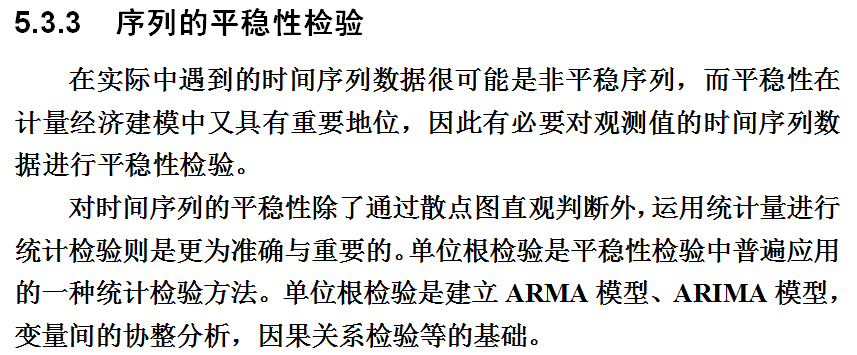 5.3.3 序列的平稳性检验
在实际中遇到的时间序列数据很可能是非平稳序列，而平稳性在
计量经济建模中又具有重要地位，因此有必要对观测值的时间序列数
据进行平稳性检验。
对时间序列的平稳性除了通过散点图直观判断外，运用统计量进行
统计检验则是更为准确与重要的。单位根检验是平稳性检验中普遍应用
的一种统计检验方法。单位根检验是建立 ARMA 模型、ARIMA 模型，
变量间的协整分析，因果关系检验等的基础。